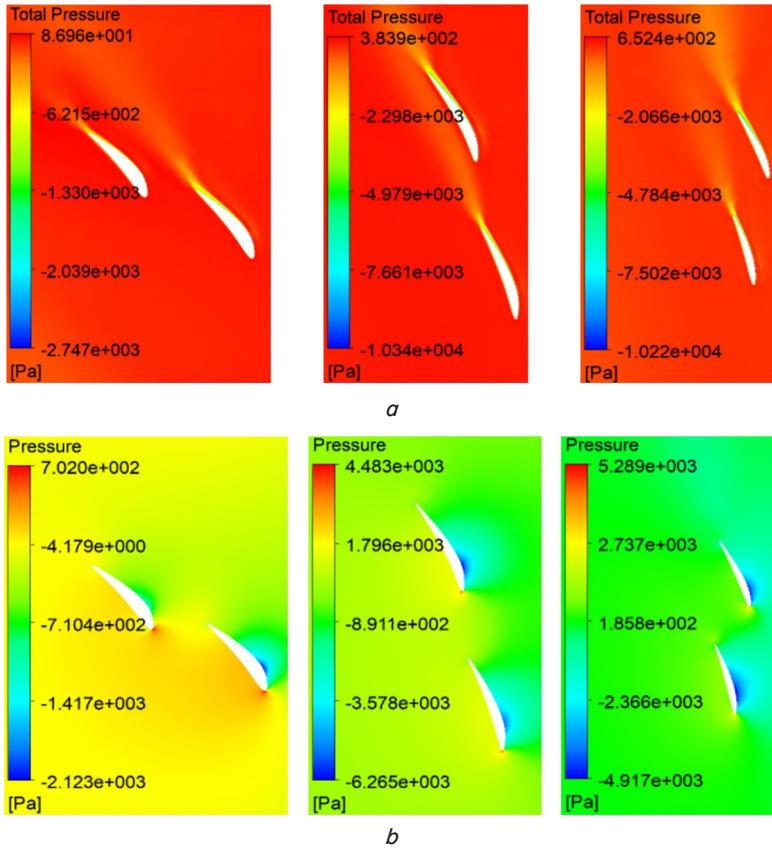 Total Pressure
8.696e+001
-6.215e+002
-1.330e+003
-2.039e+003
-2.747e+003
[Pa]
Total Pressure
3.839e+002
-2.298e+003
-4.979e+003
-7.661e+003
-1.034e+004
[Pa]
Total Pressure
6.524e+002
-2.066e+003
-4.784e+003
-7.502e+003
-1.022e+004
[Pa]
a
Pressure
7.020e+002
-4.179e+000
-7.104e+002
-1.417e+003
-2.123e+003
[Pa]
Pressure
4.483e+003
1.796e+003
-8.911e+002
-3.578e+003
-6.265e+003
[Pa]
Pressure
5.289e+003
2.737e+003
1.858e+002
-2.366e+003
-4.917e+003
[Pa]
b